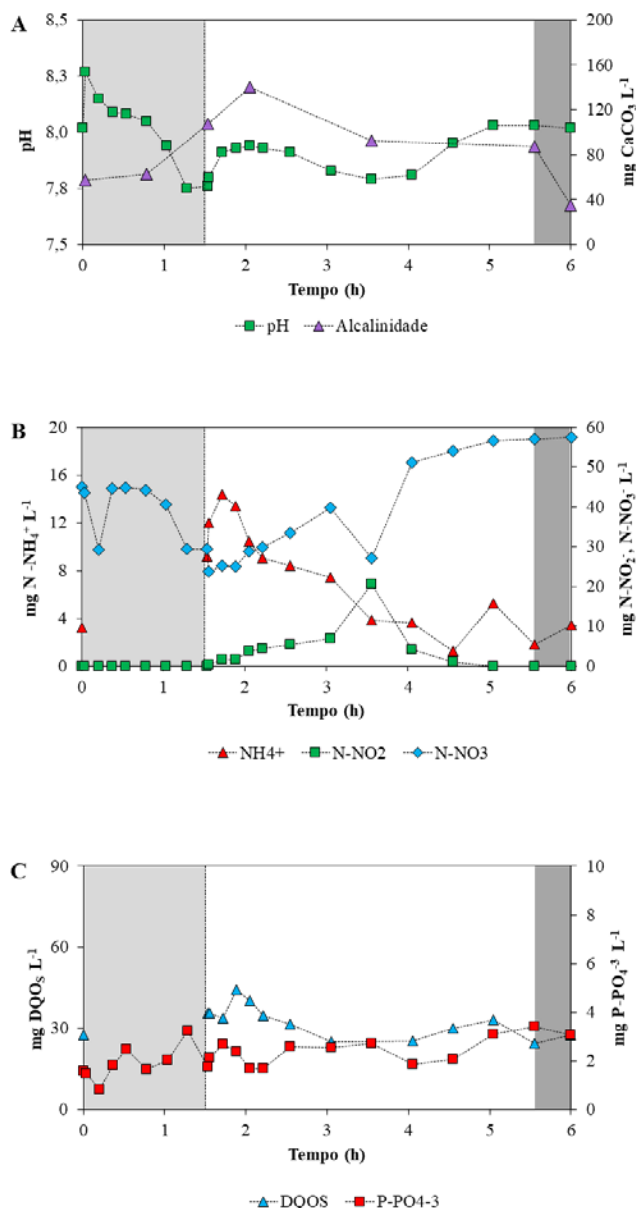 A
8,5
8,3
8,0
7,8
7,5
pH
200
160
120
80
40
0
mg CaCO3 L-1
0 1 2 3 4 5 6
Tempo (h)
pH Alcalinidade
B
20
16
12
8
4
0
mg N -NH4+ L-1
60
50
40
30
20
10
0
mg N-NO2-, N-NO3- L-1
0 1 2 3 4 5 6
Tempo (h)
NH4+ N-NO2 N-NO3
C
90
60
30
0
mg DQOS L-1
10
8
6
4
2
0
mg P-PO4-3 L-1
0 1 2 3 4 5 6
Tempo (h)
DQOS P-PO4-3